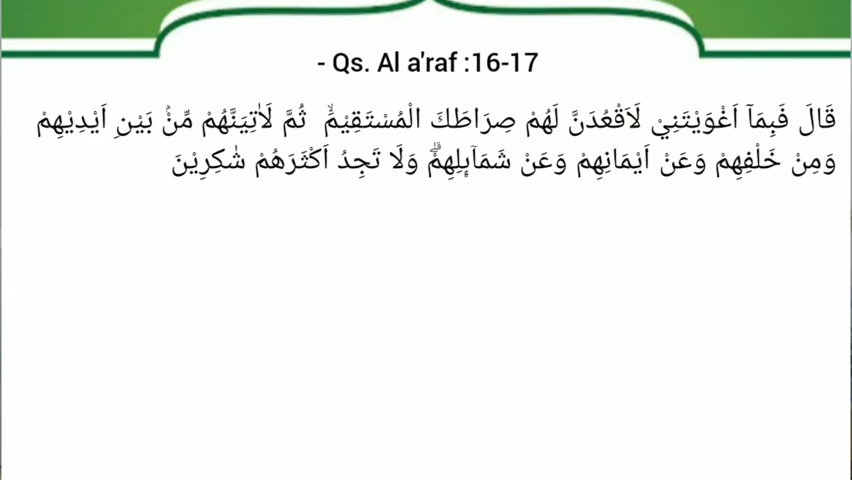 - Qs. Al a'raf :16-17
قَالَ فَبِمَآ اَغْوَيْتَنِيْ لَاَقْعُدَنَّ لَهُمْ صِرَاطَكَ الْمُسْتَقِيْمَۙ ثُمَّ لَاٰتِيَنَّهُمْ مِّنْۢ بَيْنِ اَيْدِيْهِمْ
وَمِنْ خَلْفِهِمْ وَعَنْ اَيْمَانِهِمْ وَعَنْ شَمَاۤىِٕلِهِمْۗ وَلَا تَجِدُ اَكْثَرَهُمْ شٰكِرِيْنَ